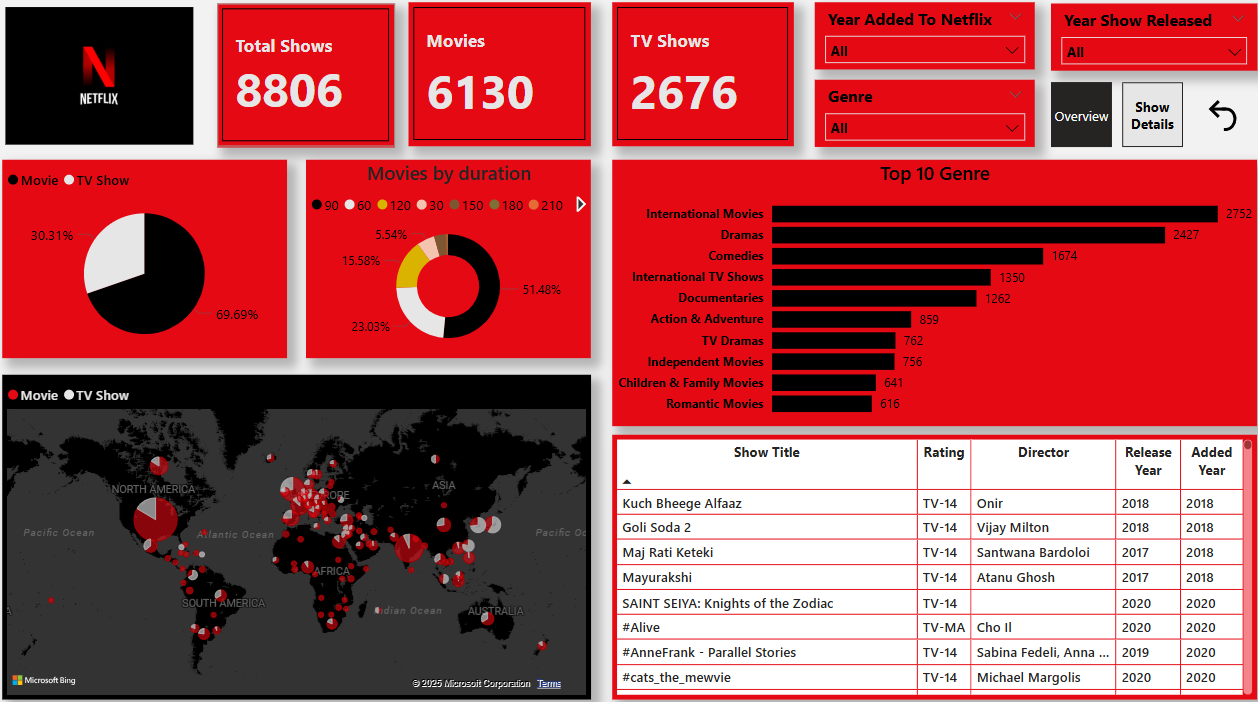 NETFLIX
Total Shows
8806
Movies
6130
TV Shows
2676
Year Added To Netflix
All
Year Show Released
All
Genre
All
Overview
Show
Details
Movie TV Show
30.31%
69.69%
Movies by duration
90 60 120 30 150 180 210
5.54%
15.58%
51.48%
23.03%
Top 10 Genre
International Movies 2752
Dramas 2427
Comedies 1674
International TV Shows 1350
Documentaries 1262
Action & Adventure 859
TV Dramas 762
Independent Movies 756
Children & Family Movies 641
Romantic Movies 616
Movie TV Show
NORTH AMERICA
ASIA
Pacific Ocean
Atlantic Ocean
AFRICA
SOUTH AMERICA
AUSTRALIA
Microsoft Bing
© 2025 Microsoft Corporation Terms
Show Title Rating Director Release Year Added Year
Kuch Bheege Alfaaz TV-14 Onir 2018 2018
Goli Soda 2 TV-14 Vijay Milton 2018 2018
Maj Rati Keteki TV-14 Santwana Bardoloi 2017 2018
Mayurakshi TV-14 Atanu Ghosh 2017 2018
SAINT SEIYA: Knights of the Zodiac TV-14 2020 2020
#Alive TV-MA Cho Il 2020 2020
#AnneFrank - Parallel Stories TV-14 Sabina Fedeli, Anna ... 2019 2020
#cats_the_mewvie TV-14 Michael Margolis 2020 2020